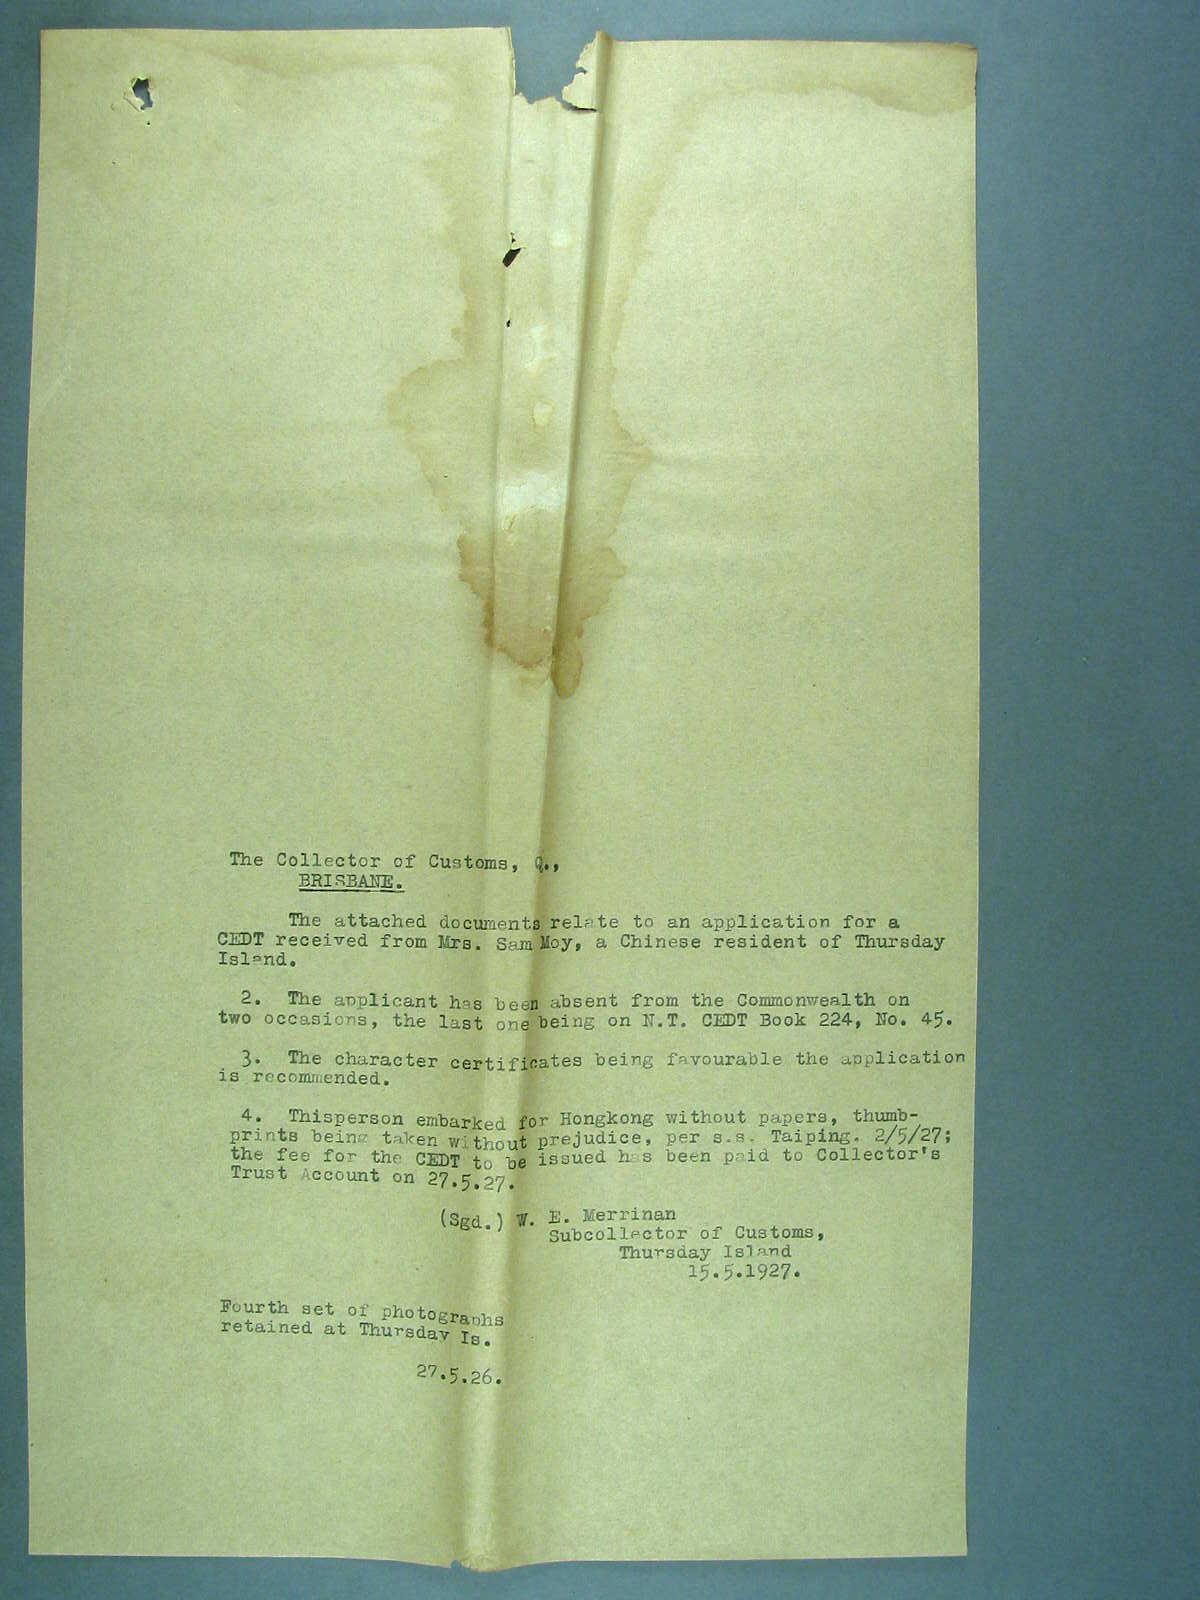 The Collector of Customs, Q.,
BRISBANE.
The attached documents relate to an application for a
CEDT received from Mrs. Sam Moy, a Chinese resident of Thursday
Island.
2. The applicant has been absent from the Commonwealth on
two occasions, the last one being on N.T. CEDT Book 224, No. 45.
3. The character certificates being favourable the application
is recommended.
4. Thisperson embarked for Hongkong without papers, thumb-
prints being taken without prejudice, per s.s. Taiping. 2/5/27;
the fee for the CEDT to be issued has been paid to Collector's
Trust Account on 27.5.27.
(Sgd.) W. E. Merrinan
Subcollector of Customs,
Thursday Island
15.5.1927.
Fourth set of photographs
retained at Thursday Is.
27.5.26.